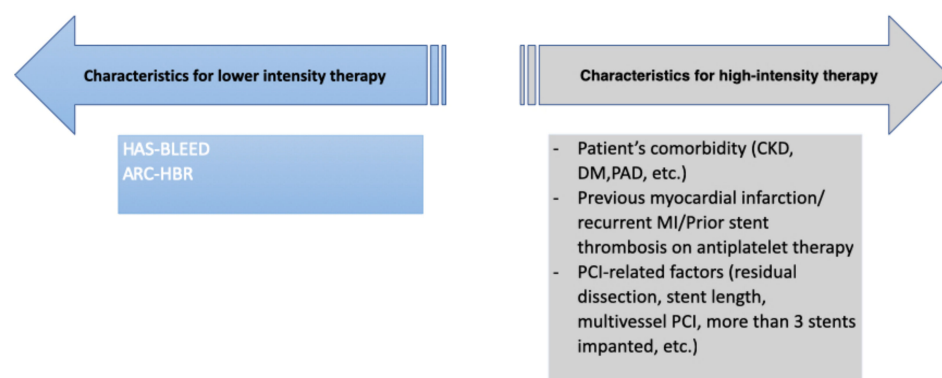 Characteristics for lower intensity therapy
HAS-BLEED
ARC-HBR
Characteristics for high-intensity therapy
- Patient's comorbidity (CKD,
DM,PAD, etc.)
- Previous myocardial infarction/
recurrent MI/Prior stent
thrombosis on antiplatelet therapy
- PCI-related factors (residual
dissection, stent length,
multivessel PCI, more than 3 stents
impanted, etc.)